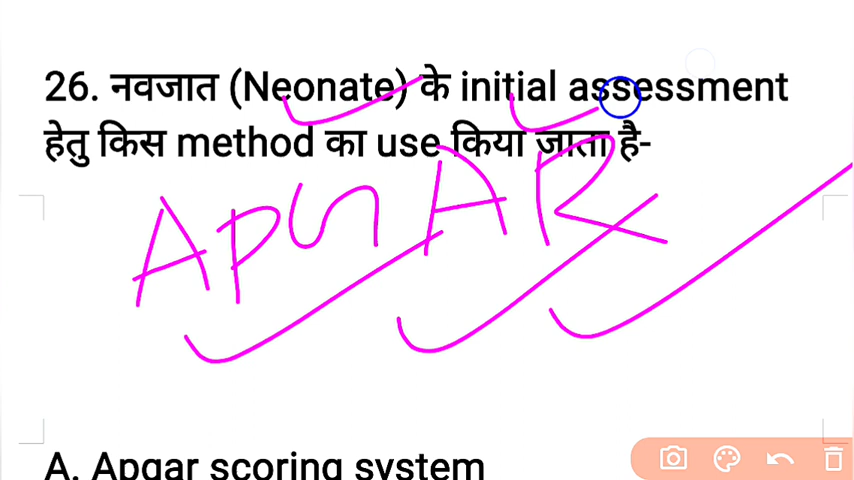 26. नवजात (Neonate) के initial assessment
हेतु किस method का use किया जाता है-
ApGAR
A. Apgar scoring system